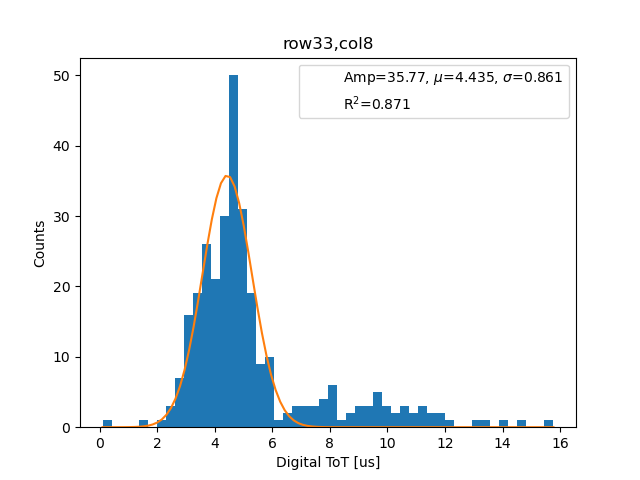 row33,col8
Amp=35.77, μ=4.435, σ=0.861
R²=0.871
50
40
30
20
10
0
Counts
0 2 4 6 8 10 12 14 16
Digital ToT [us]